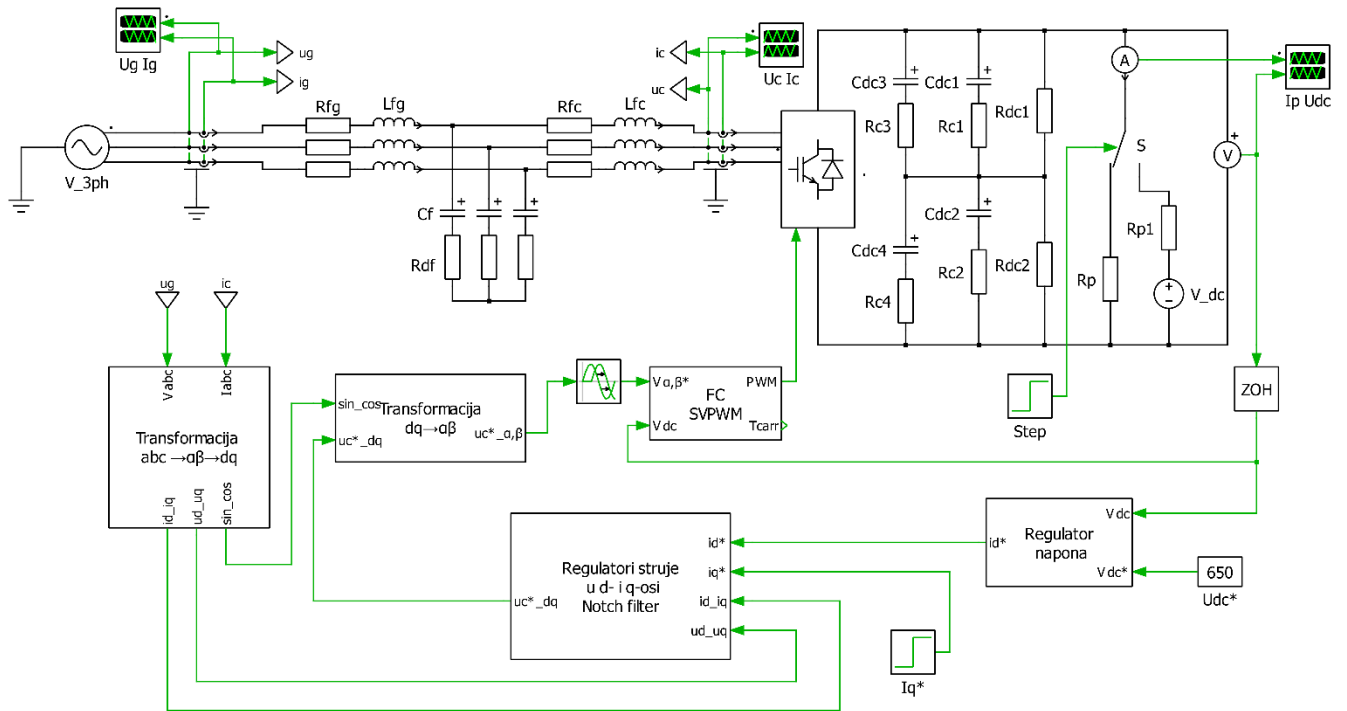 Ug Ig
ug
ig
ic
uc
Uc Ic
Ip Udc
V_3ph
Rfg
Lfg
Rfc
Lfc
Cf
Rdf
Cdc3
Rc3
Cdc1
Rc1
Rdc1
Cdc4
Rc4
Cdc2
Rc2
Rdc2
A
S
V
Rp
Rp1
V_dc
ug
ic
Vabc
Iabc
Transformacija
abc →αβ→dq
id_iq
ud_uq
sin_cos
sin_cos
Transformacija
dq→αβ
uc*_dq
uc*_α,β
Vα,β*
PWM
FC
SVPWM
Vdc
Tcarr
Step
ZOH
Regulatori struje
u d- i q-osi
Notch filter
id*
iq*
id_iq
ud_uq
uc*_dq
Regulator
napona
id*
Vdc
Vdc*
650
Udc*
Iq*